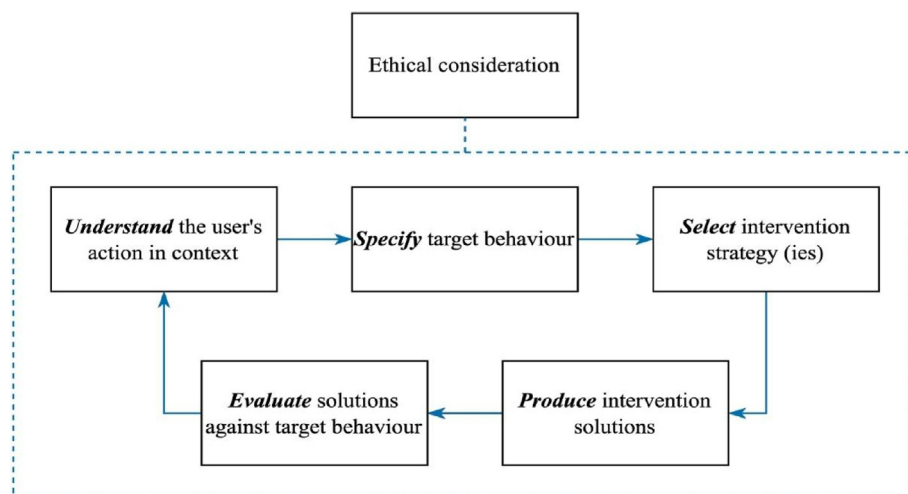 Ethical consideration
Understand the user's
action in context
Specify target behaviour
Select intervention
strategy (ies)
Produce intervention
solutions
Evaluate solutions
against target behaviour